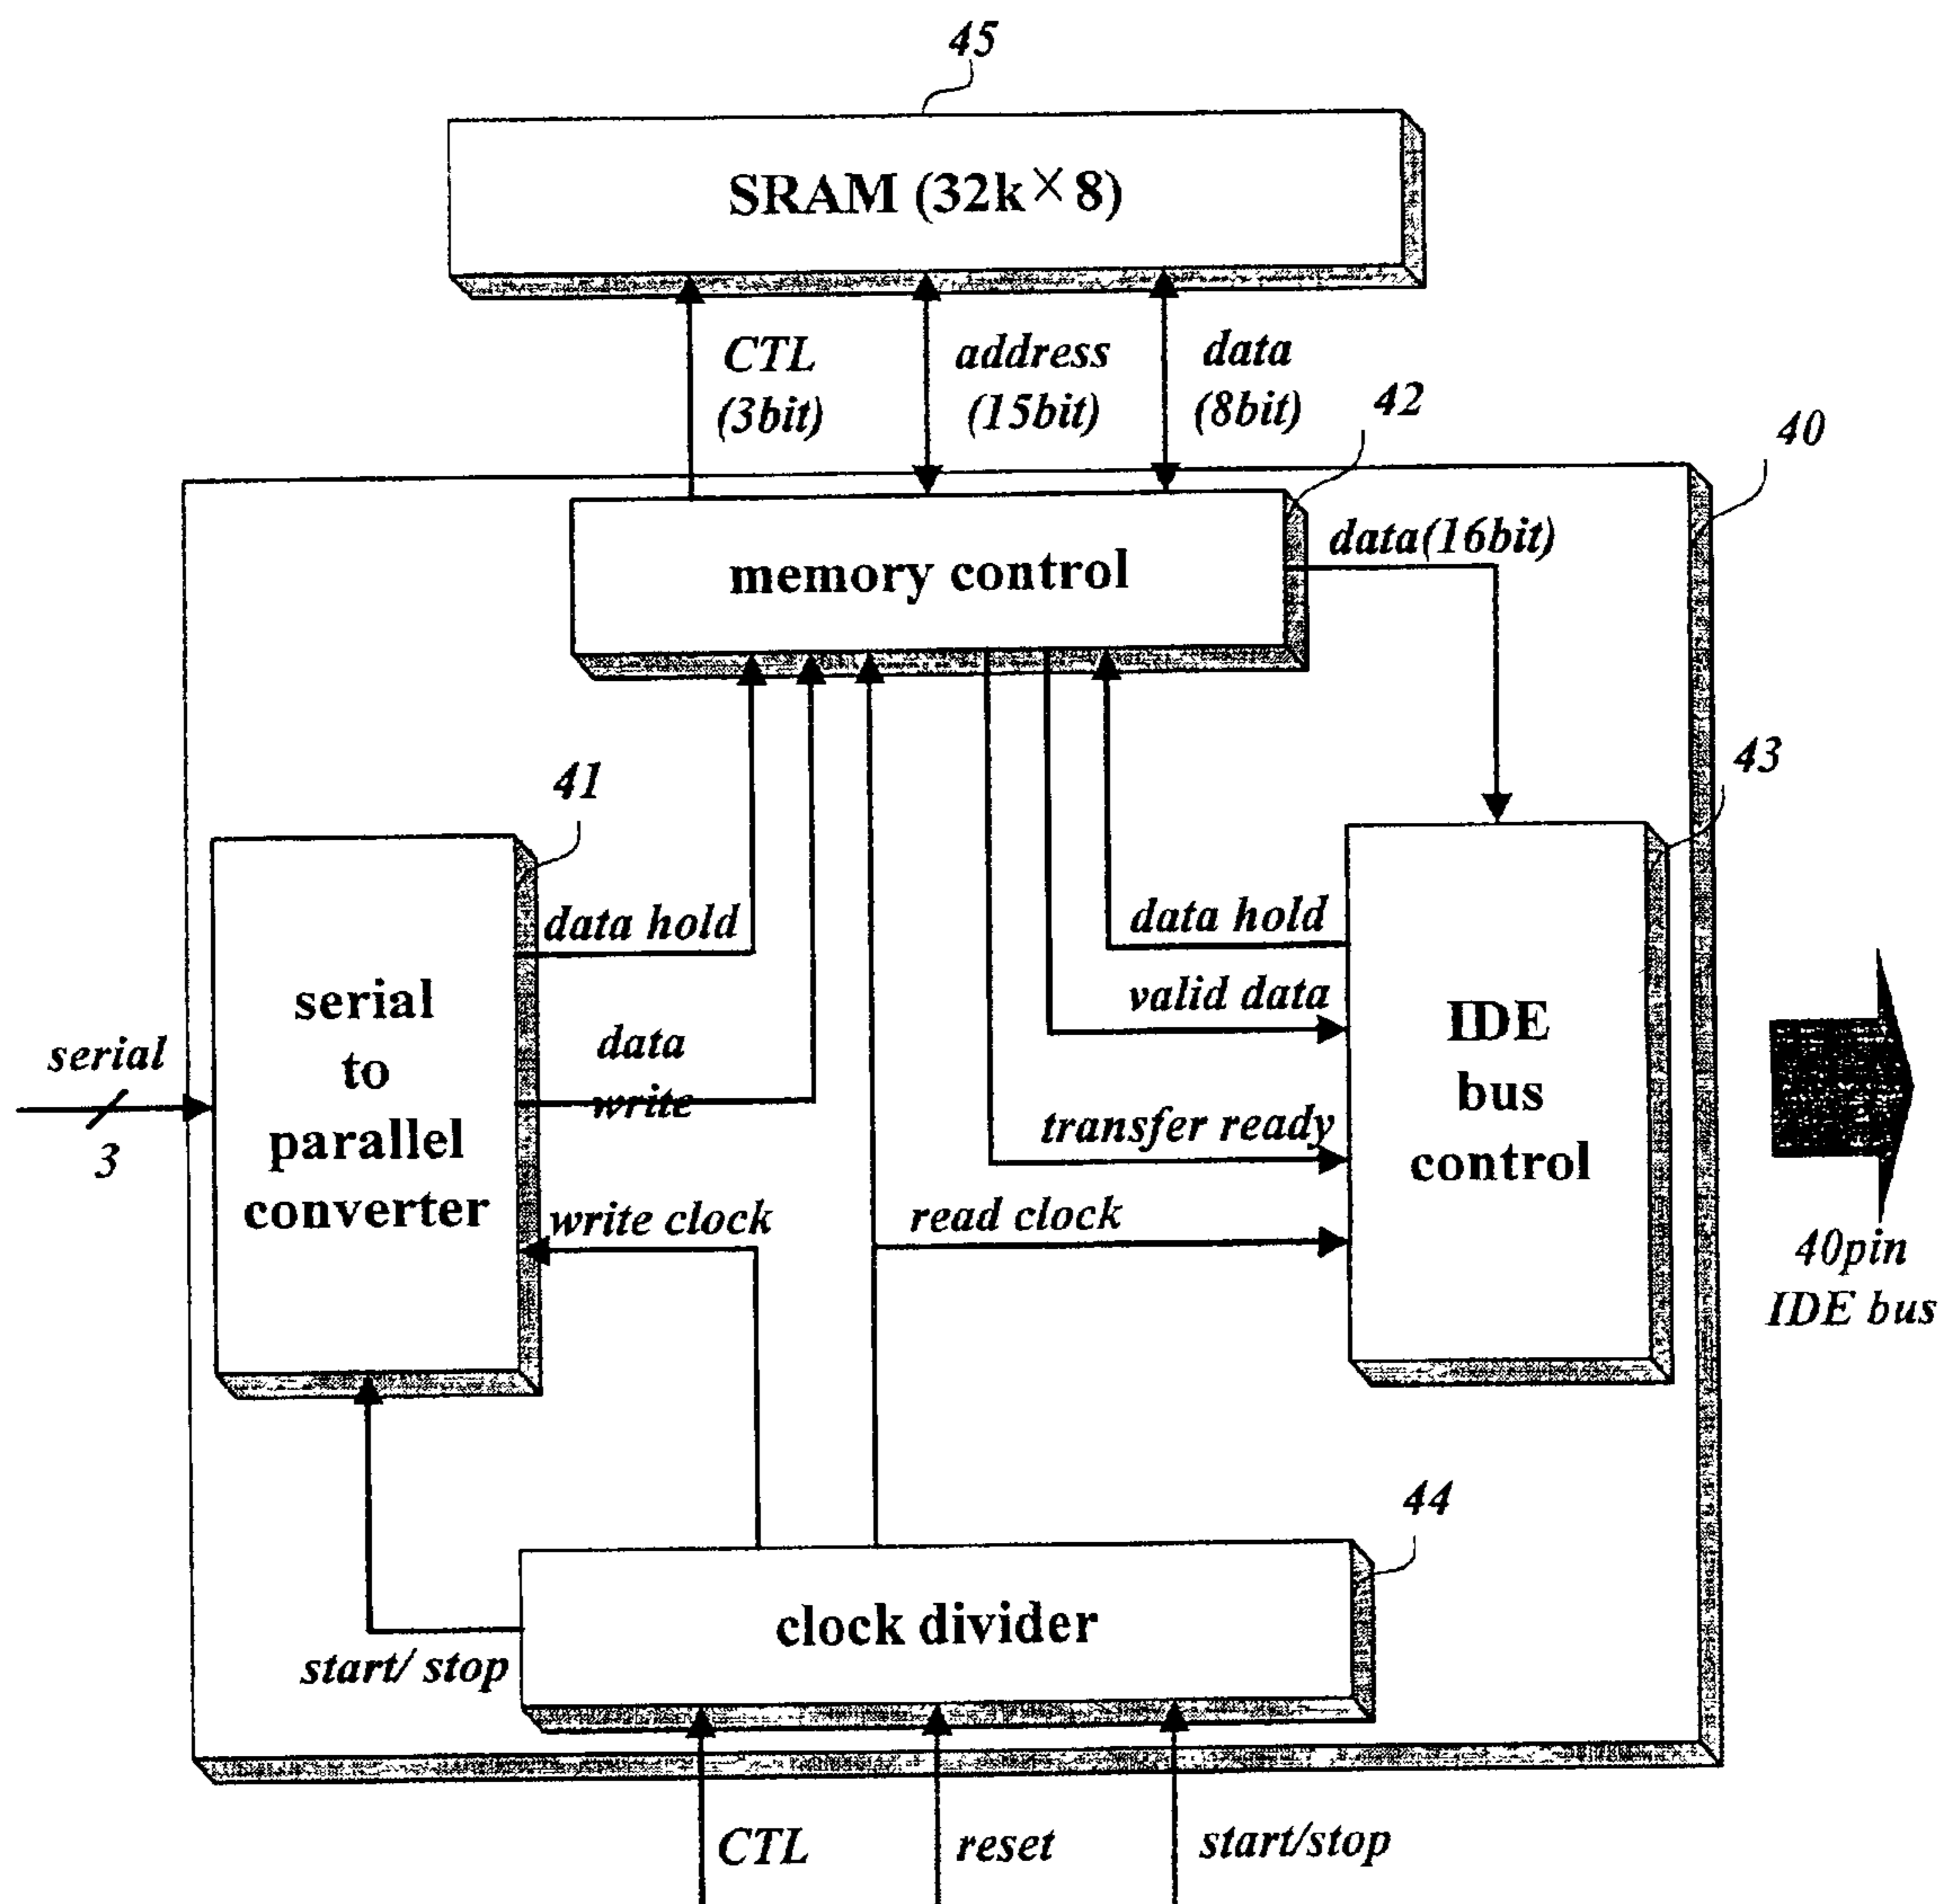 45
SRAM (32k×8)
CTL
(3bit)
address
(15bit)
data
(8bit)
42
40
memory control
data(16bit)
43
41
data hold
data hold
serial
to
parallel
converter
valid data
IDE
bus
control
serial
3
data
write
transfer ready
write clock
read clock
40pin
IDE bus
44
clock divider
start/ stop
CTL
reset
start/stop